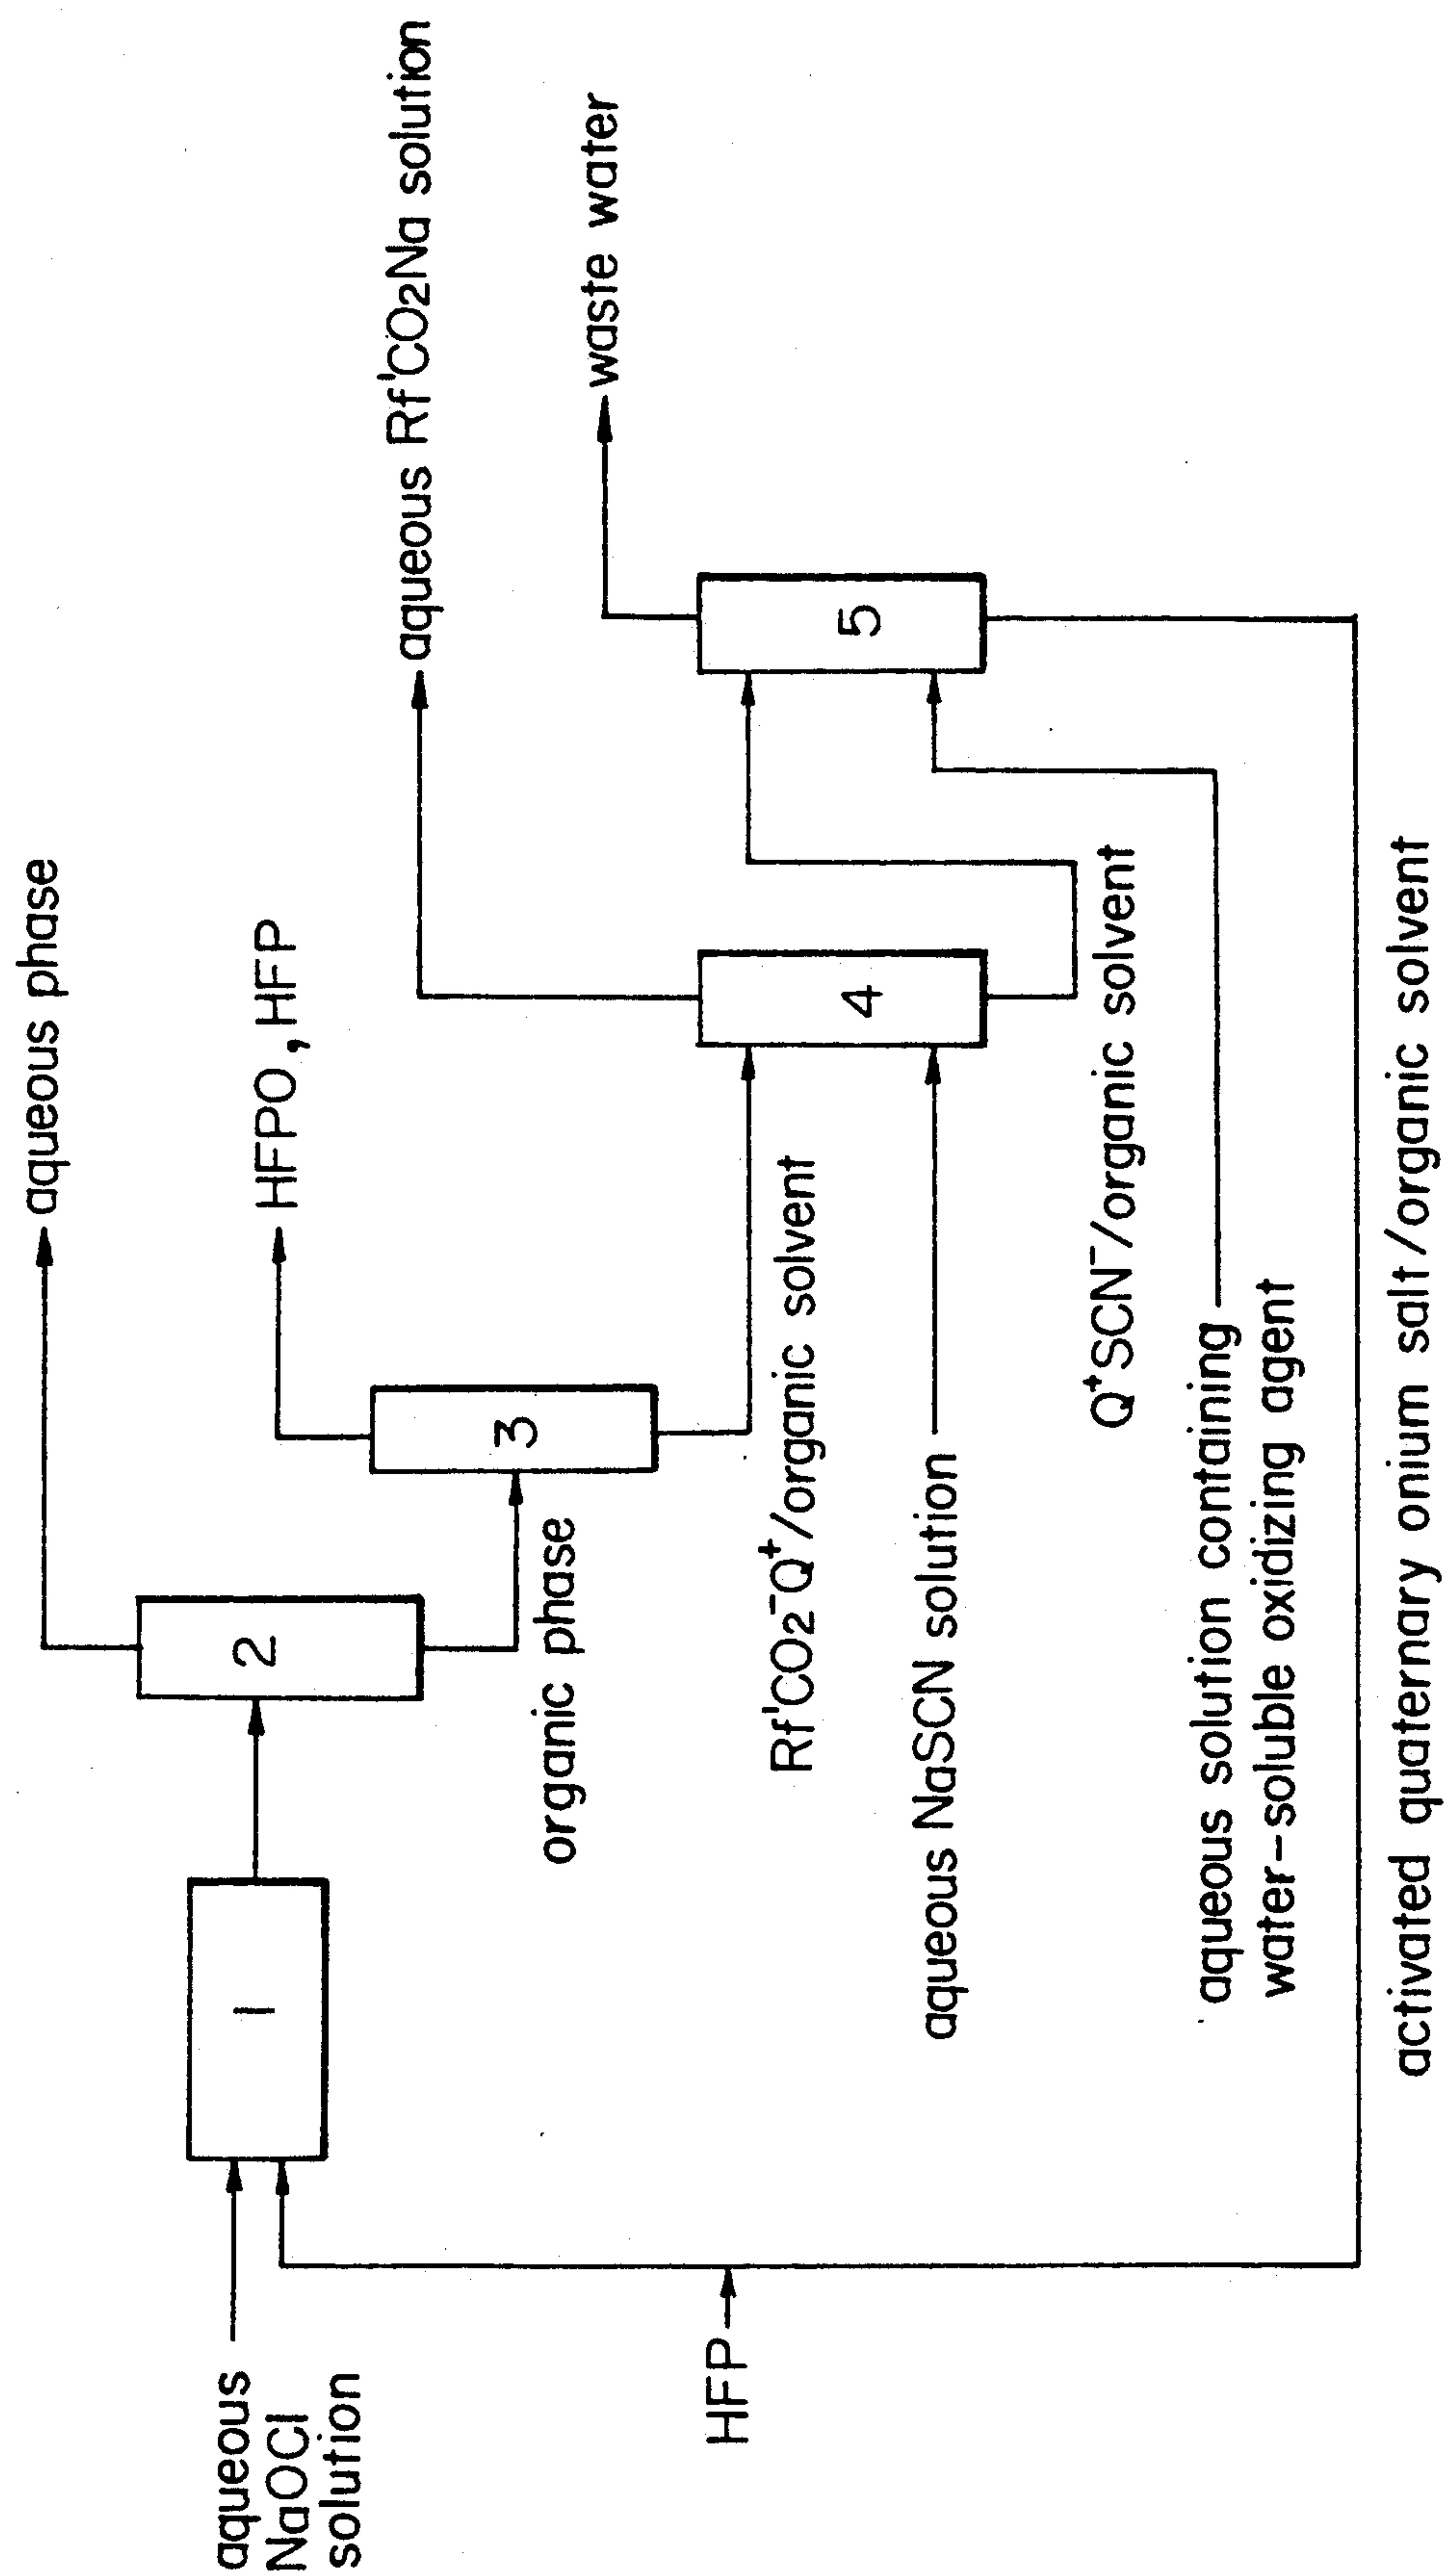 aqueous phase
HFPO, HFP
aqueous Rf'CO2Na solution
waste water
1
2
3
4
5
aqueous
NaOCl
solution
organic phase
Rf'CO2⁻Q⁺/organic solvent
aqueous NaSCN solution
HFP
Q⁺SCN⁻/organic solvent
aqueous solution containing
water-soluble oxidizing agent
activated quaternary onium salt/organic solvent